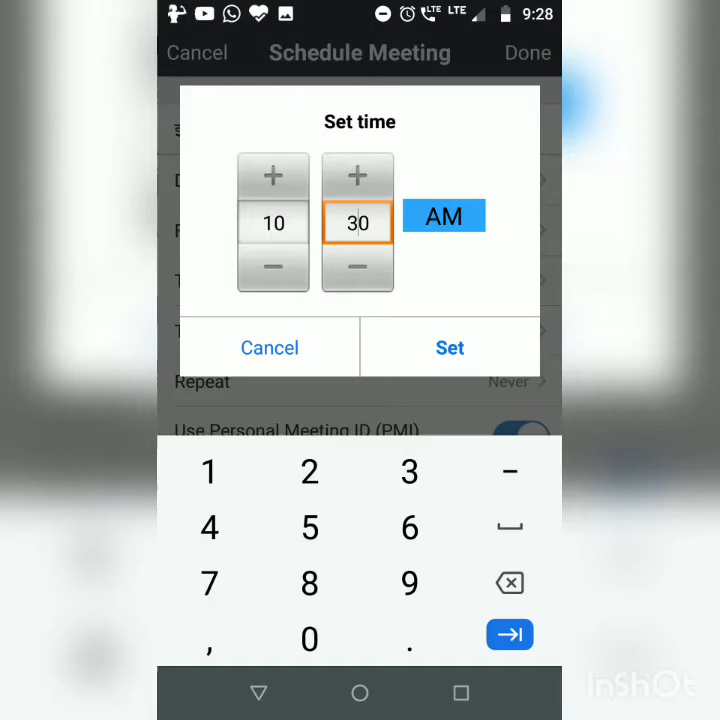 LTE LTE 9:28
Cancel Schedule Meeting Done
Set time
+ +
10 30 AM
− −
Cancel Set
Repeat Never
Use Personal Meeting ID (PMI)
1 2 3 −
4 5 6
7 8 9
, 0 .
InShOt